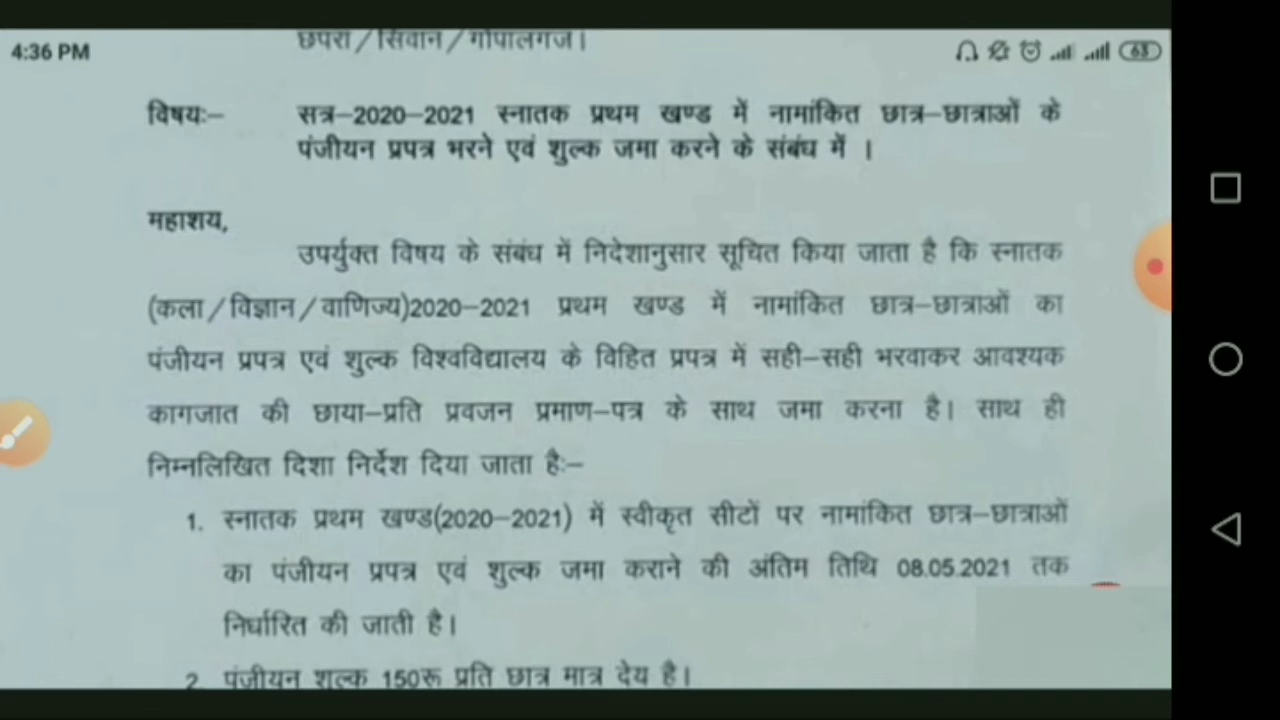 छपरा/सिवान/गोपालगंज।
4:36 PM
63
विषयः– सत्र–2020–2021 स्नातक प्रथम खण्ड में नामांकित छात्र–छात्राओं के
पंजीयन प्रपत्र भरने एवं शुल्क जमा करने के संबंध में ।
महाशय,
उपर्युक्त विषय के संबंध में निदेशानुसार सूचित किया जाता है कि स्नातक
(कला/विज्ञान/वाणिज्य)2020–2021 प्रथम खण्ड में नामांकित छात्र–छात्राओं का
पंजीयन प्रपत्र एवं शुल्क विश्वविद्यालय के विहित प्रपत्र में सही–सही भरवाकर आवश्यक
कागजात की छाया–प्रति प्रवजन प्रमाण–पत्र के साथ जमा करना है। साथ ही
निम्नलिखित दिशा निर्देश दिया जाता हैः–
1. स्नातक प्रथम खण्ड(2020–2021) में स्वीकृत सीटों पर नामांकित छात्र–छात्राओं
का पंजीयन प्रपत्र एवं शुल्क जमा कराने की अंतिम तिथि 08.05.2021 तक
निर्धारित की जाती है।
2. पंजीयन शुल्क 150रू प्रति छात्र मात्र देय है।